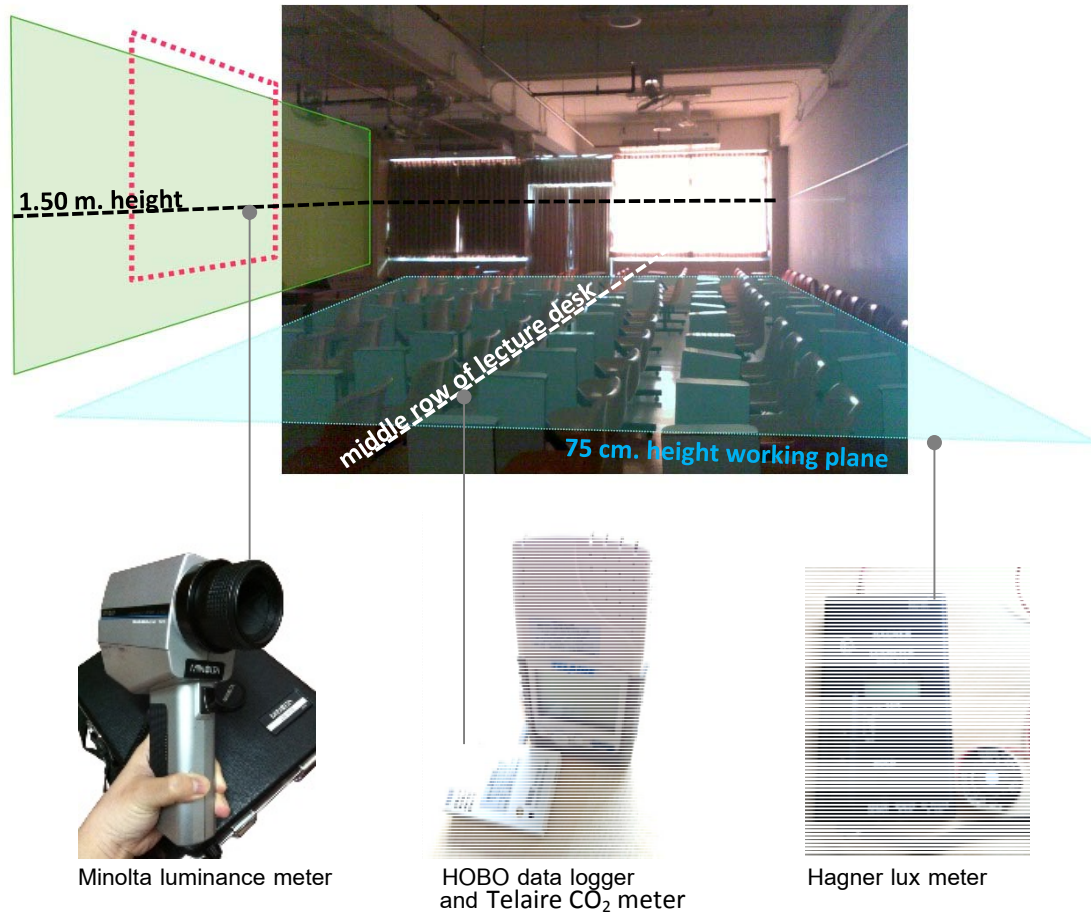 1.50 m. height
middle row of lecture desk
75 cm. height working plane
MINOLTA
Minolta luminance meter
HOBO data logger
and Telaire CO₂ meter
Hagner lux meter